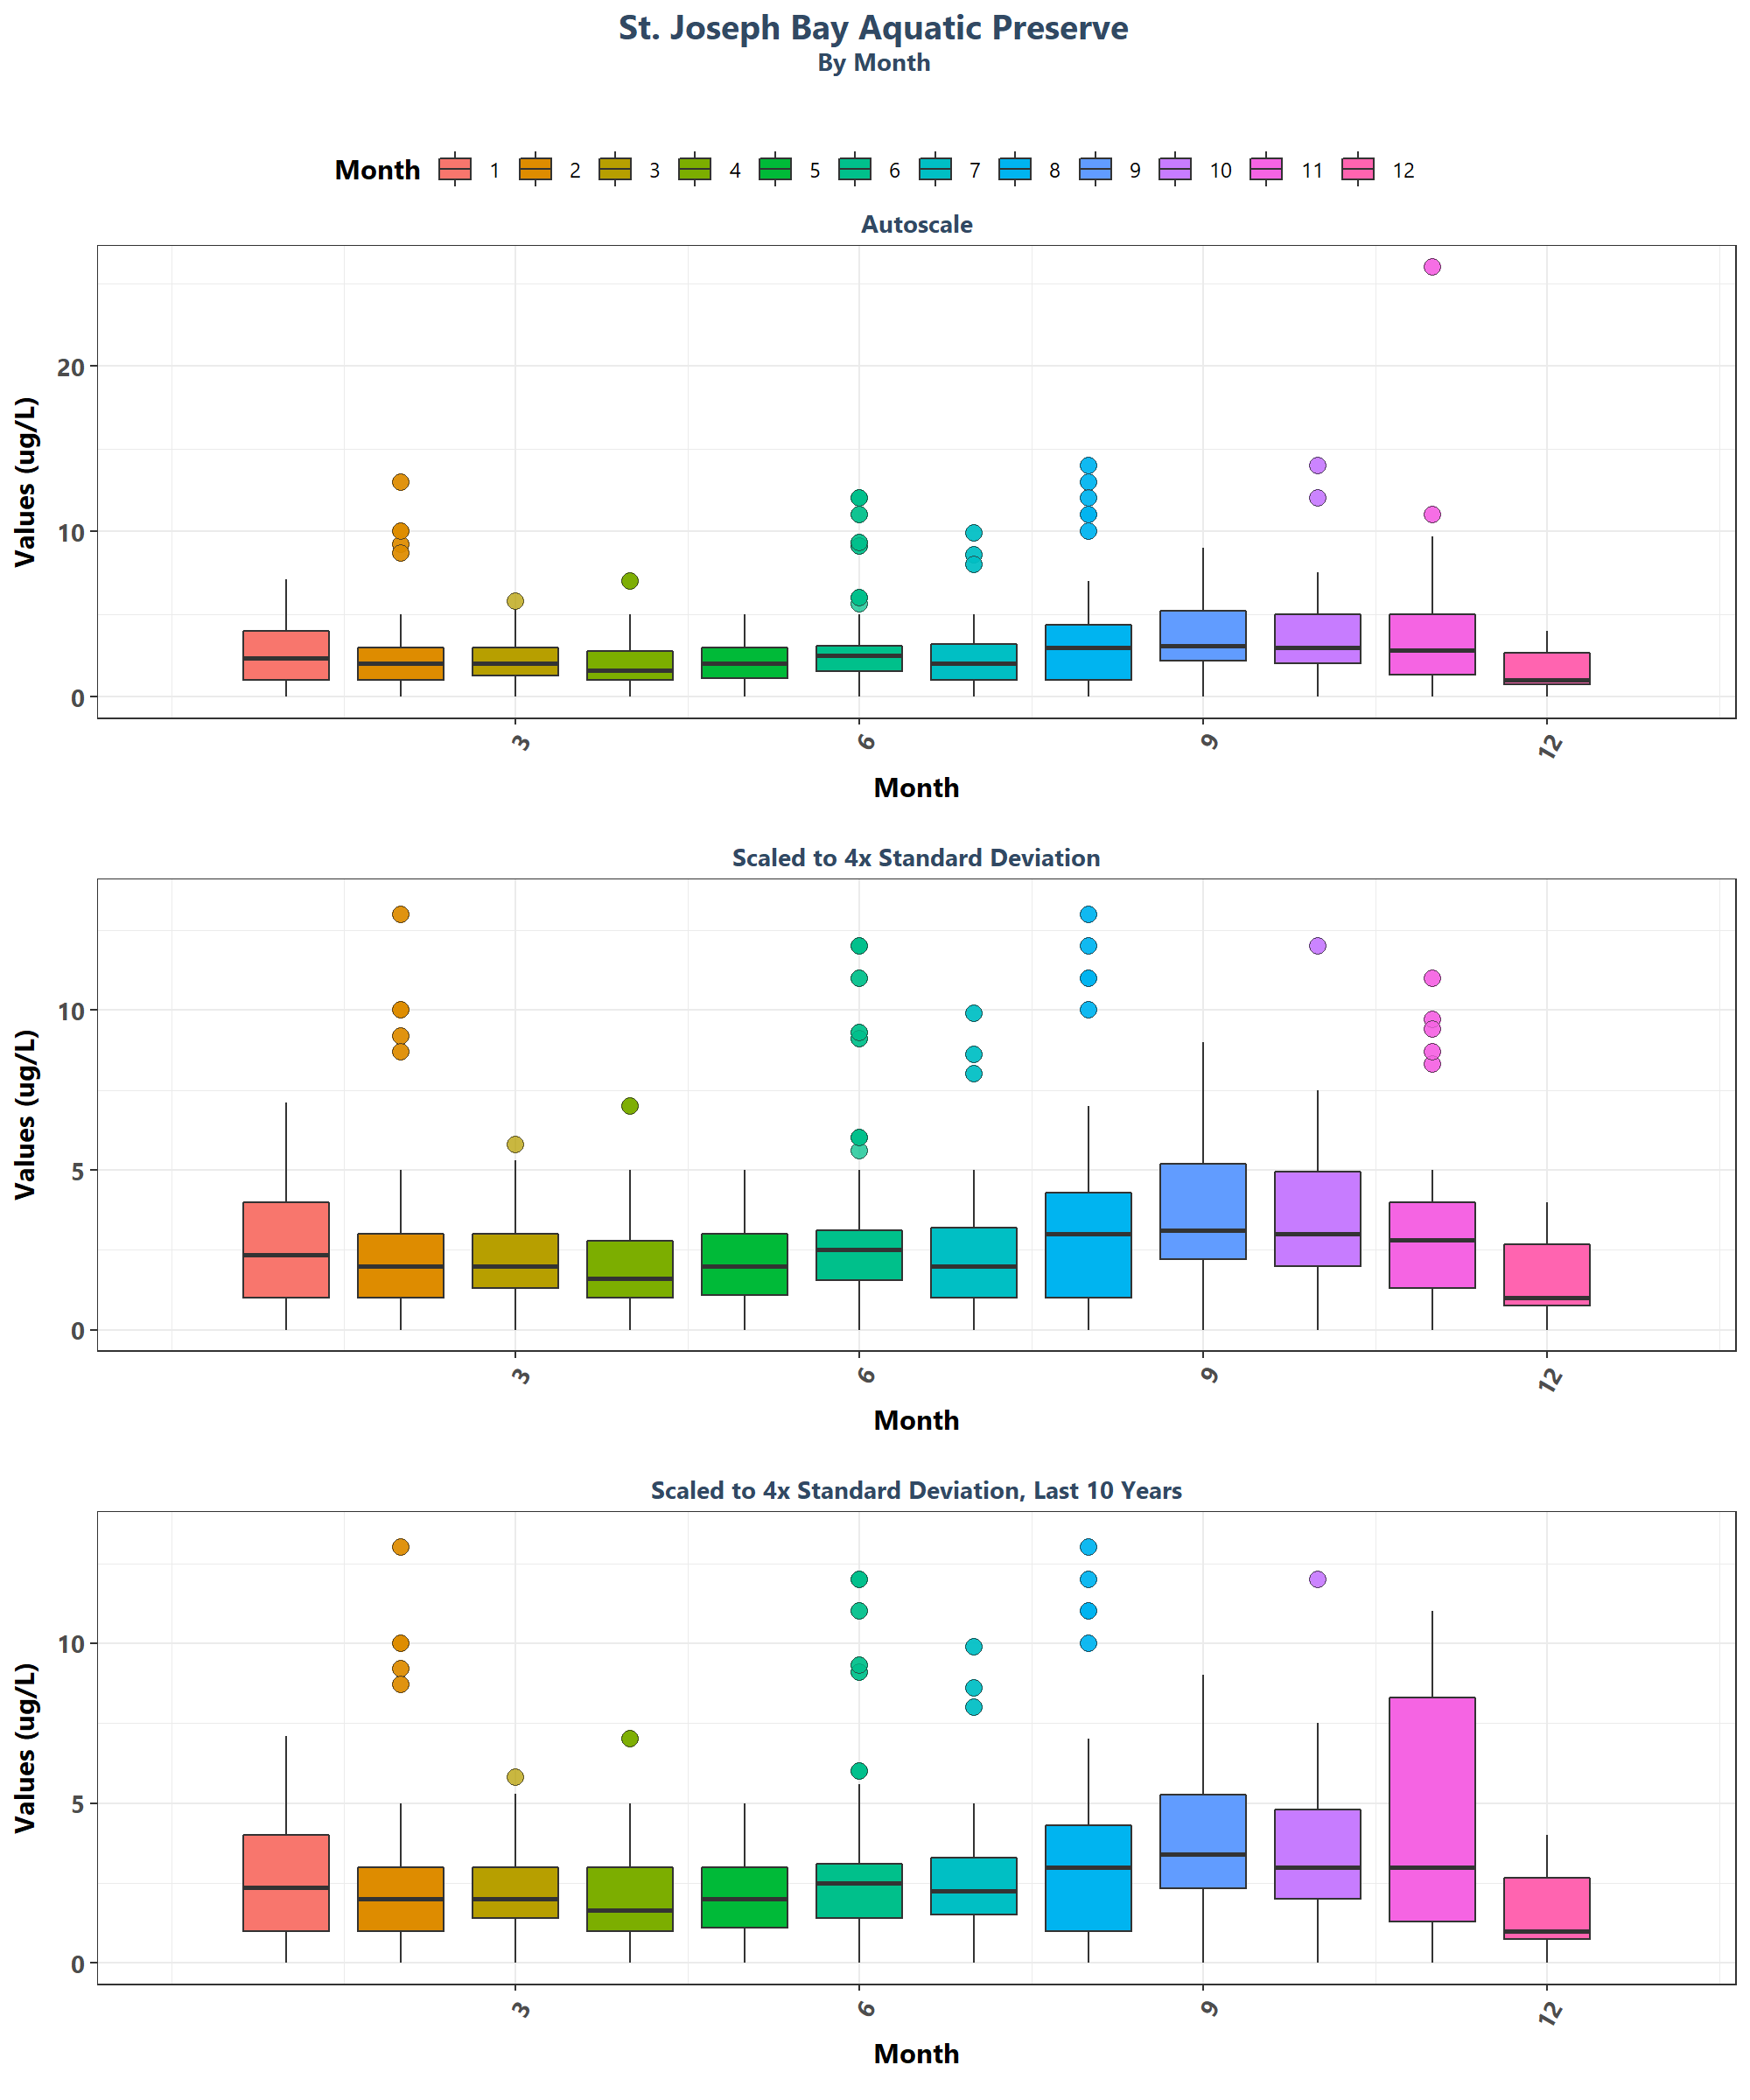 St. Joseph Bay Aquatic Preserve
By Month
Month 1 2 3 4 5 6 7 8 9 10 11 12
Autoscale
Values (ug/L)
20
10
0
3 6 9 12
Month
Scaled to 4x Standard Deviation
Values (ug/L)
10
5
0
3 6 9 12
Month
Scaled to 4x Standard Deviation, Last 10 Years
Values (ug/L)
10
5
0
3 6 9 12
Month